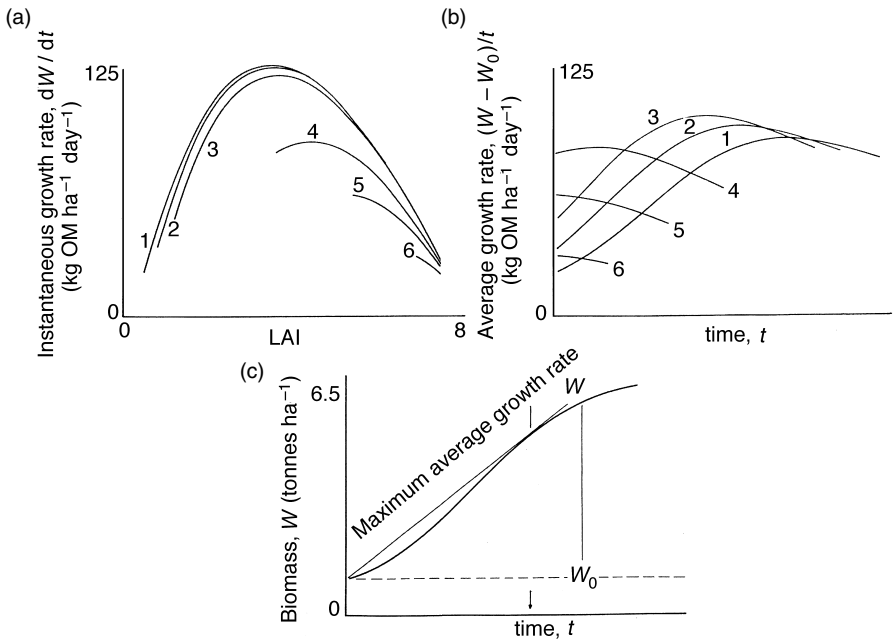 (a)
Instantaneous growth rate, dW / dt
(kg OM ha⁻¹ day⁻¹)
125
0
0
LAI
8
1
2
3
4
5
6
(b)
Average growth rate, (W – W₀)/t
(kg OM ha⁻¹ day⁻¹)
125
0
3
2
1
4
5
6
time, t
(c)
Biomass, W (tonnes ha⁻¹)
6.5
0
Maximum average growth rate
W
W₀
time, t